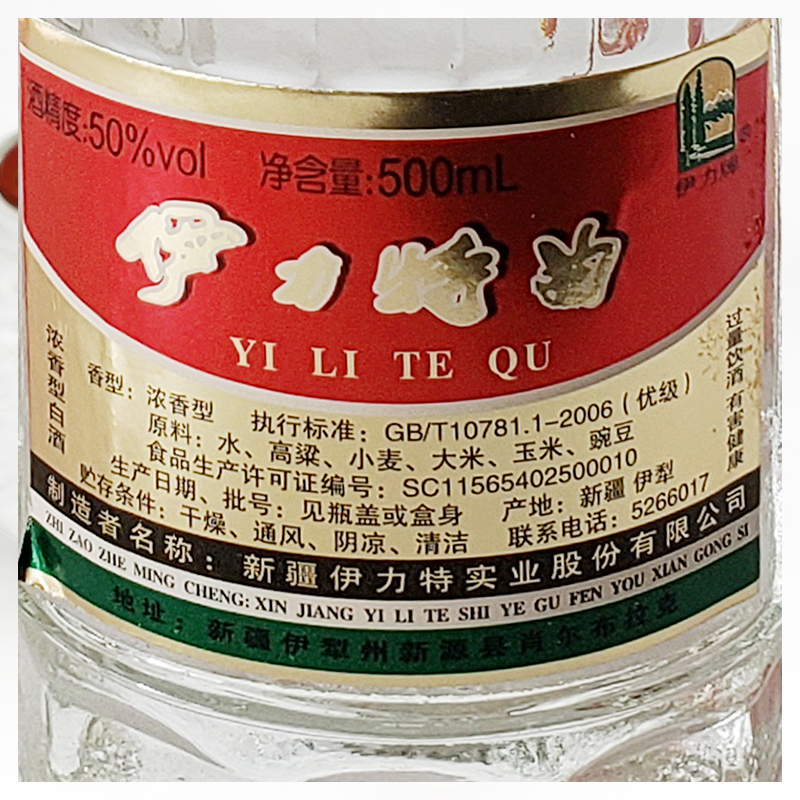 酒精度:50%vol 净含量:500mL
伊力牌
伊力特曲
YI LI TE QU
浓香型白酒
过量饮酒 有害健康
香型：浓香型 执行标准：GB/T10781.1-2006（优级）
原料：水、高粱、小麦、大米、玉米、豌豆
食品生产许可证编号：SC11565402500010
生产日期、批号：见瓶盖或盒身 产地：新疆 伊犁
贮存条件：干燥、通风、阴凉、清洁 联系电话：5266017
制造者名称：新疆伊力特实业股份有限公司
ZHI ZAO ZHE MING CHENG: XIN JIANG YI LI TE SHI YE GU FEN YOU XIAN GONG SI
地址：新疆伊犁州新源县肖尔布拉克